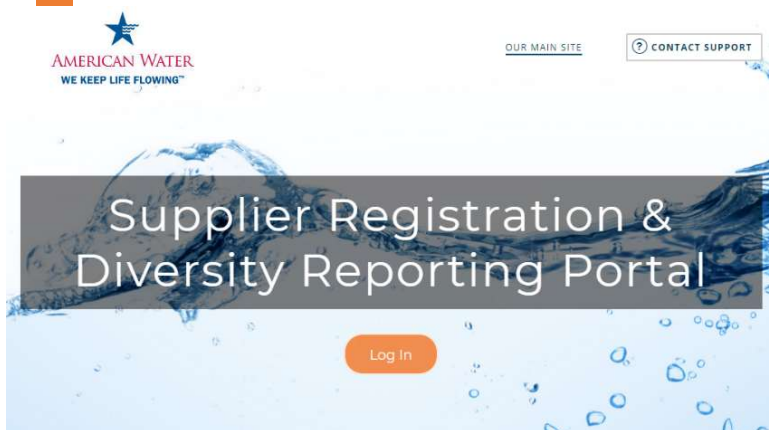 AMERICAN WATER
WE KEEP LIFE FLOWING™
OUR MAIN SITE
? CONTACT SUPPORT
Supplier Registration &
Diversity Reporting Portal
Log In